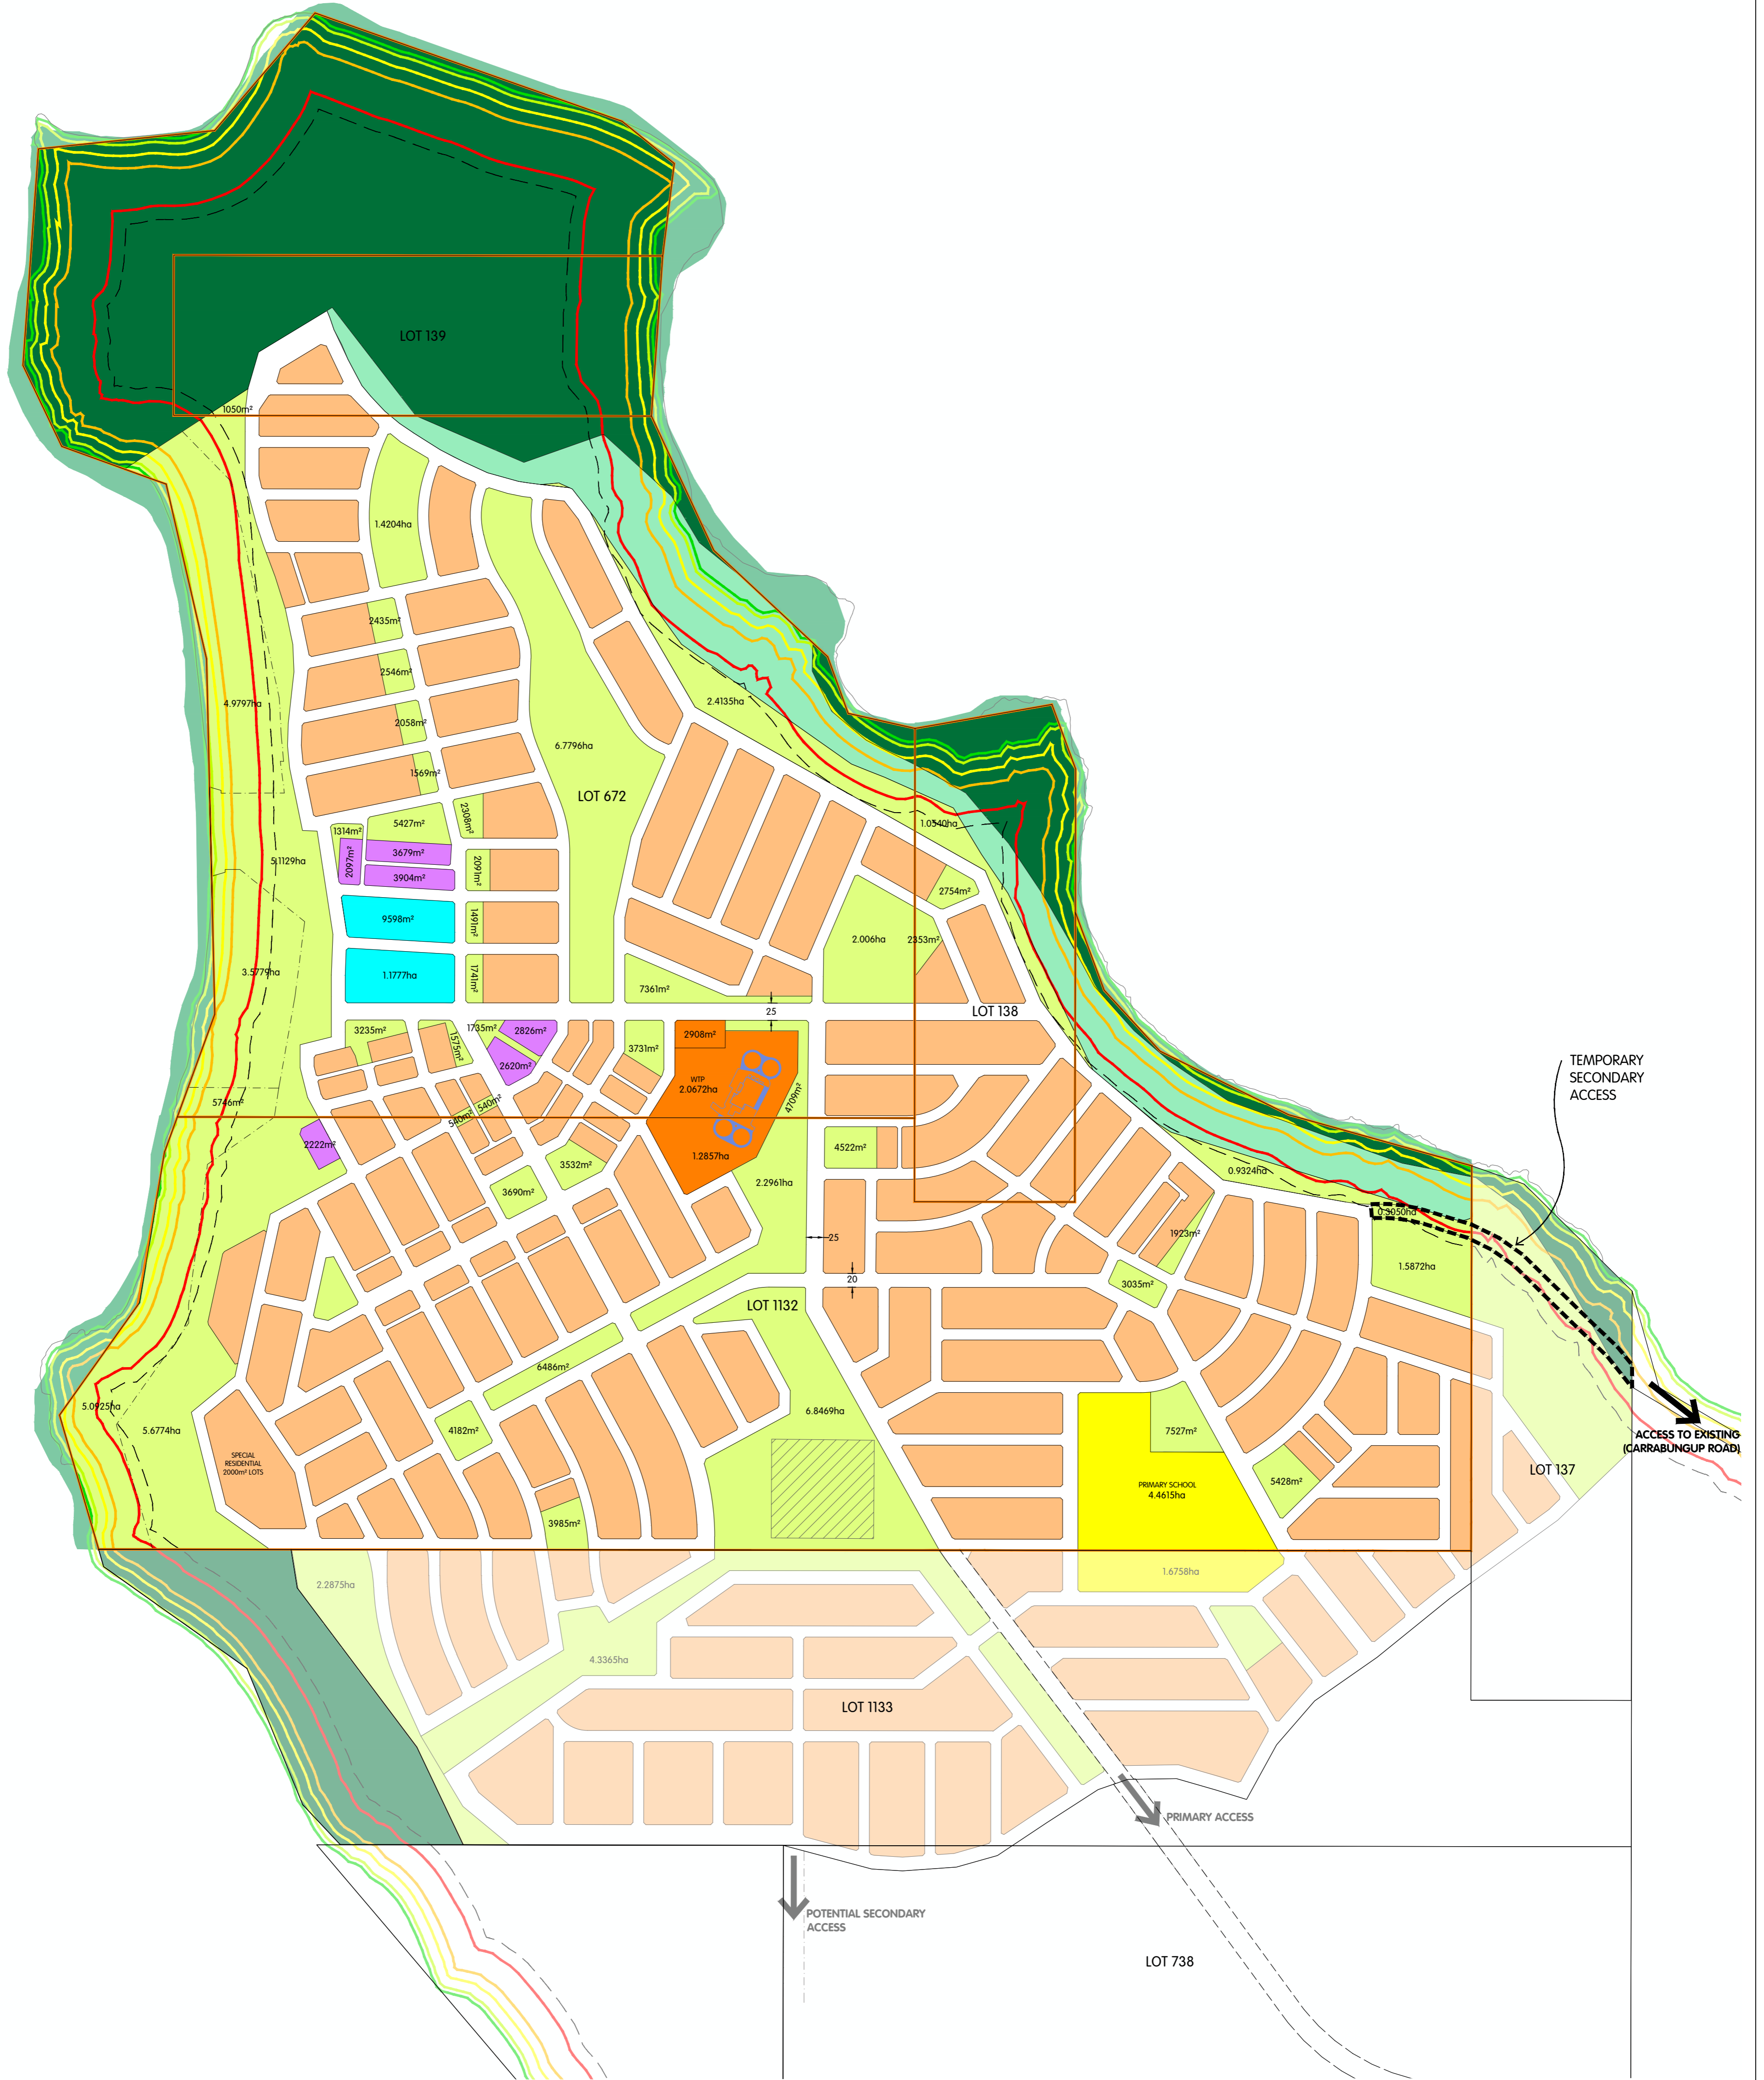 LOT 139
1050m²
1.4204ha
2435m²
2546m²
4.9797ha
2.4135ha
2058m²
6.7796ha
1569m²
LOT 672
2308m²
5427m²
1.0540ha
1314m²
3679m²
2097m²
5.1129ha
2091m²
3904m²
2754m²
9598m²
1491m²
2.006ha
2353m²
3.5779ha
1.1777ha
1741m²
7361m²
25
LOT 138
3235m²
1575m²
1735m²
2826m²
2620m²
3731m²
2908m²
WTP
2.0672ha
4709m²
TEMPORARY
SECONDARY
ACCESS
5746m²
540m²
540m²
2222m²
4522m²
3532m²
1.2857ha
3690m²
2.2961ha
0.9324ha
0.3050ha
1923m²
25
1.5872ha
20
3035m²
LOT 1132
6486m²
5.0925ha
5.6774ha
4182m²
6.8469ha
7527m²
ACCESS TO EXISTING
(CARRABUNGUP ROAD)
SPECIAL
RESIDENTIAL
2000m² LOTS
LOT 137
5428m²
PRIMARY SCHOOL
4.4615ha
3985m²
2.2875ha
1.6758ha
4.3365ha
LOT 1133
PRIMARY ACCESS
POTENTIAL SECONDARY
ACCESS
LOT 738